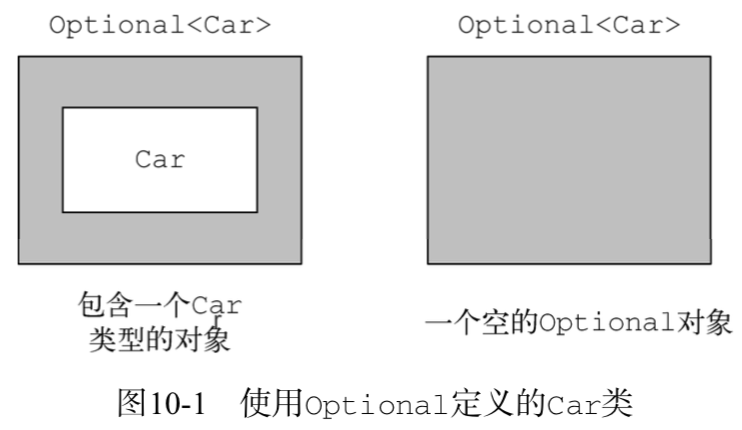 Optional<Car>
Optional<Car>
Car
包含一个Car
类型的对象
一个空的Optional对象
图10-1 使用Optional定义的Car类